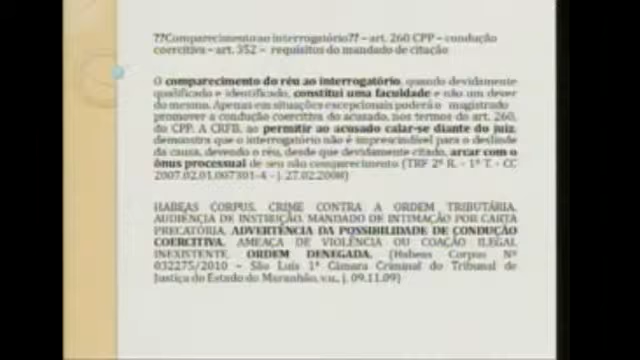 ⁇Comparecimento ao interrogatório⁇ – art. 260 CPP – condução
coercitiva – art. 352 – requisitos do mandado de citação
O comparecimento do réu ao interrogatório, quando devidamente
qualificado e identificado, constitui uma faculdade e não um dever
do mesmo. Apenas em situações excepcionais poderá o magistrado
promover a condução coercitiva do acusado, nos termos do art. 260,
do CPP. A CRFB, ao permitir ao acusado calar-se diante do juiz,
demonstra que o interrogatório não é imprescindível para o deslinde
da causa, devendo o réu, desde que devidamente citado, arcar com o
ônus processual de seu não comparecimento (TRF 2ª R. - 1ª T. - CC
2007.02.01.007301-4 - j. 27.02.2008)
HABEAS CORPUS. CRIME CONTRA A ORDEM TRIBUTÁRIA.
AUDIÊNCIA DE INSTRUÇÃO. MANDADO DE INTIMAÇÃO POR CARTA
PRECATÓRIA. ADVERTÊNCIA DA POSSIBILIDADE DE CONDUÇÃO
COERCITIVA. AMEAÇA DE VIOLÊNCIA OU COAÇÃO ILEGAL
INEXISTENTE. ORDEM DENEGADA. (Habeas Corpus Nº
032275/2010 – São Luís 1ª Câmara Criminal do Tribunal de
Justiça do Estado do Maranhão, v.u., j. 09.11.09)